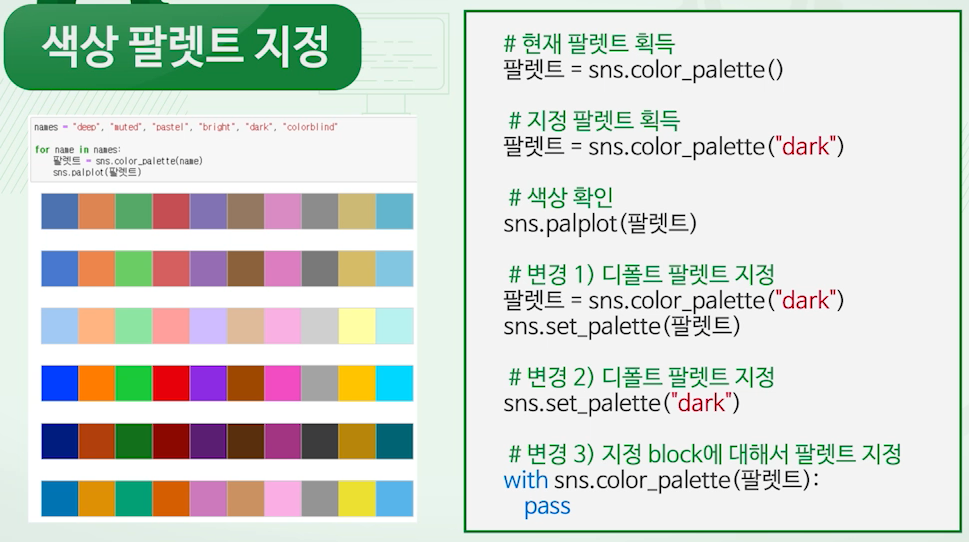 색상 팔렛트 지정
names = "deep", "muted", "pastel", "bright", "dark", "colorblind"
for name in names:
팔렛트 = sns.color_palette(name)
sns.palplot(팔렛트)
# 현재 팔렛트 획득
팔렛트 = sns.color_palette()
# 지정 팔렛트 획득
팔렛트 = sns.color_palette("dark")
# 색상 확인
sns.palplot(팔렛트)
# 변경 1) 디폴트 팔렛트 지정
팔렛트 = sns.color_palette("dark")
sns.set_palette(팔렛트)
# 변경 2) 디폴트 팔렛트 지정
sns.set_palette("dark")
# 변경 3) 지정 block에 대해서 팔렛트 지정
with sns.color_palette(팔렛트):
pass